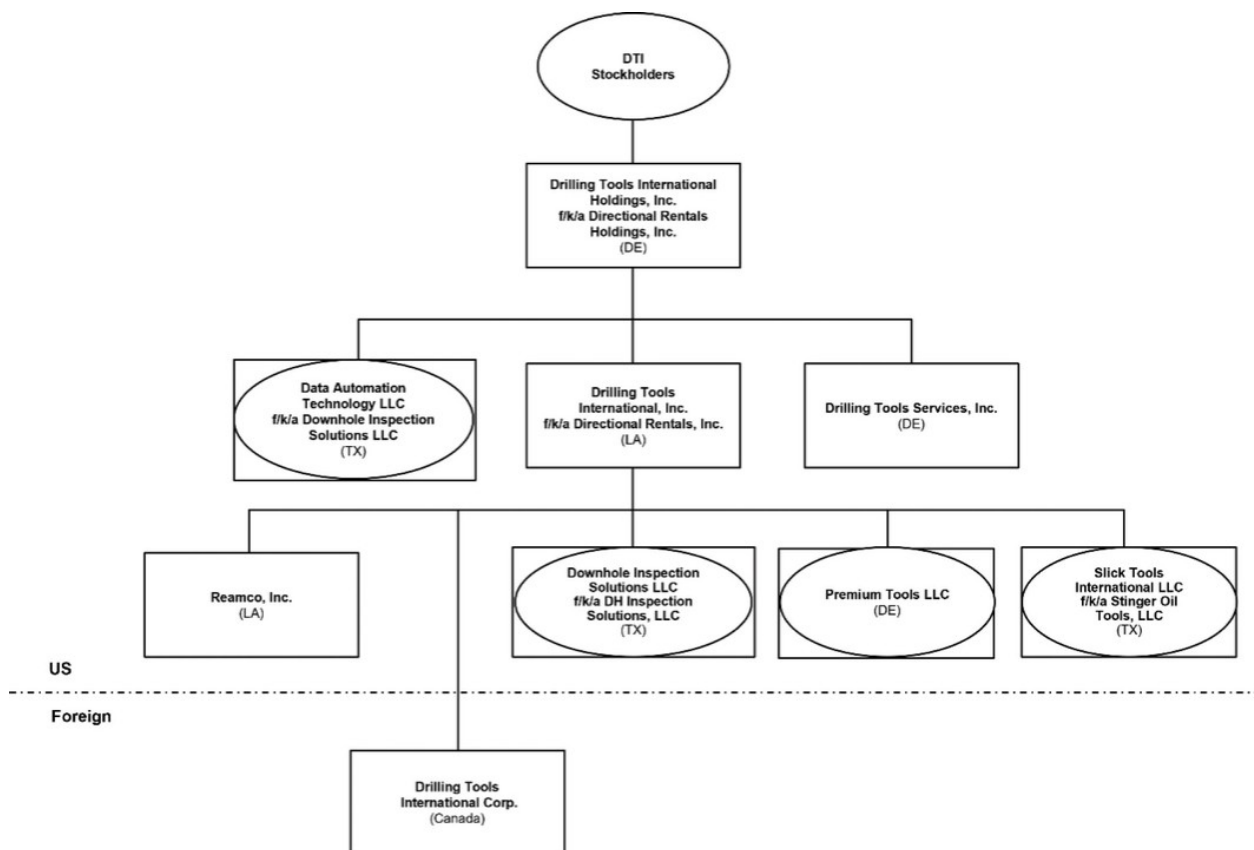 DTI
Stockholders
Drilling Tools International
Holdings, Inc.
f/k/a Directional Rentals
Holdings, Inc.
(DE)
Data Automation
Technology LLC
f/k/a Downhole Inspection
Solutions LLC
(TX)
Drilling Tools
International, Inc.
f/k/a Directional Rentals, Inc.
(LA)
Drilling Tools Services, Inc.
(DE)
Reamco, Inc.
(LA)
Downhole Inspection
Solutions LLC
f/k/a DH Inspection
Solutions, LLC
(TX)
Premium Tools LLC
(DE)
Slick Tools
International LLC
f/k/a Stinger Oil
Tools, LLC
(TX)
US
Foreign
Drilling Tools
International Corp.
(Canada)